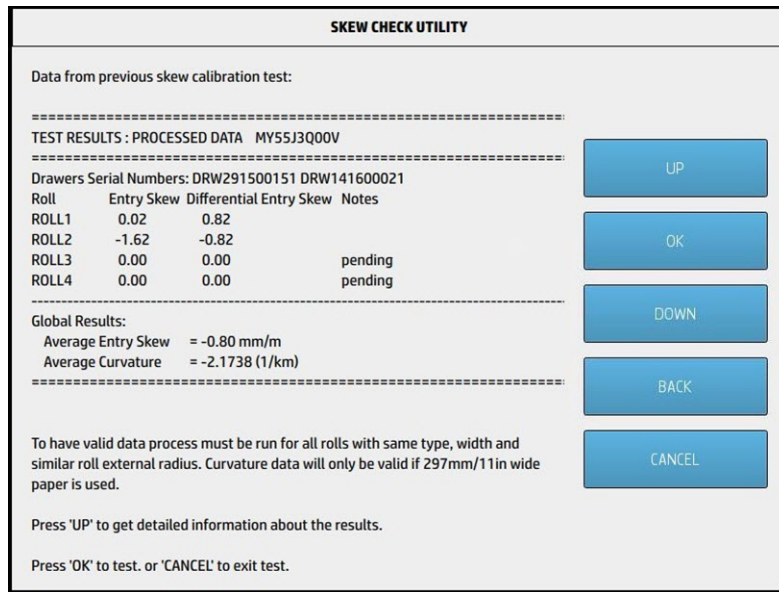 SKEW CHECK UTILITY
Data from previous skew calibration test:
================================================================
TEST RESULTS : PROCESSED DATA MY55J3Q00V
================================================================
Drawers Serial Numbers: DRW291500151 DRW141600021
Roll Entry Skew Differential Entry Skew Notes
ROLL1 0.02 0.82
ROLL2 -1.62 -0.82
ROLL3 0.00 0.00 pending
ROLL4 0.00 0.00 pending
--------------------------------------------------------------------------------
Global Results:
Average Entry Skew = -0.80 mm/m
Average Curvature = -2.1738 (1/km)
================================================================
To have valid data process must be run for all rolls with same type, width and
similar roll external radius. Curvature data will only be valid if 297mm/11in wide
paper is used.
Press 'UP' to get detailed information about the results.
Press 'OK' to test. or 'CANCEL' to exit test.
UP
OK
DOWN
BACK
CANCEL